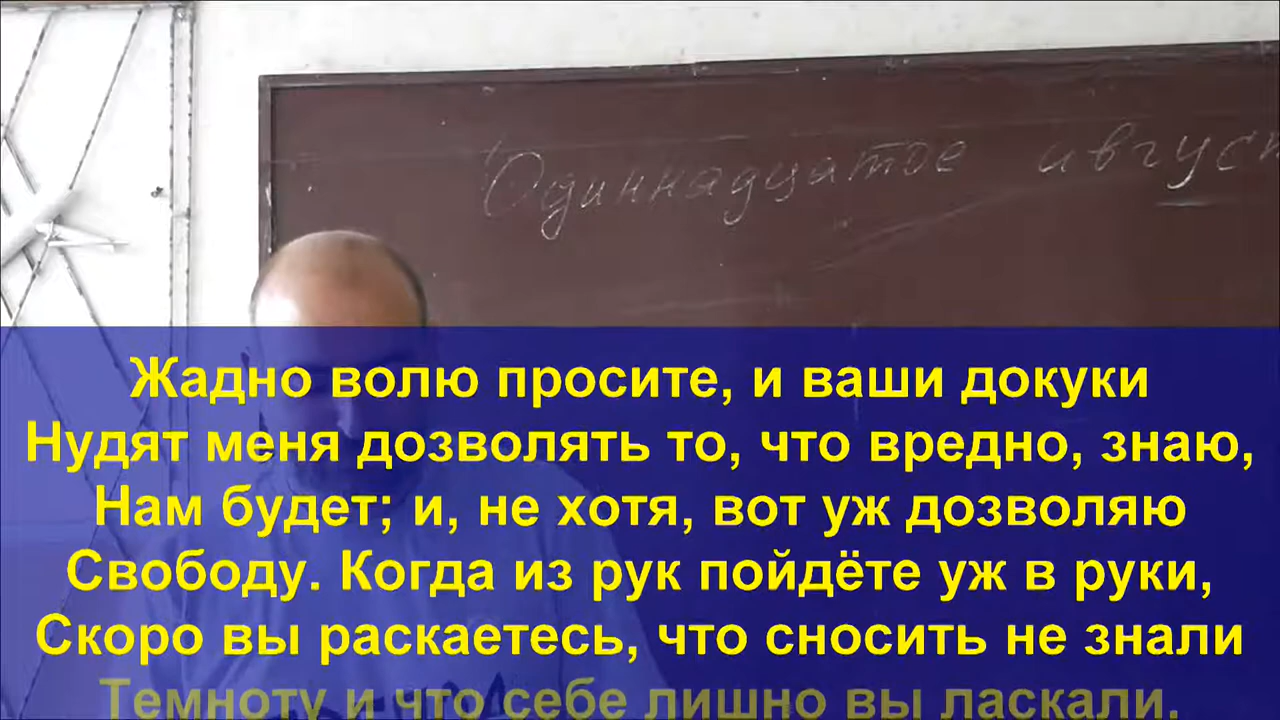 Одиннадцатое авгус
Жадно волю просите, и ваши докуки
Нудят меня дозволять то, что вредно, знаю,
Нам будет; и, не хотя, вот уж дозволяю
Свободу. Когда из рук пойдёте уж в руки,
Скоро вы раскаетесь, что сносить не знали
Темноту и что себе лишно вы ласкали.